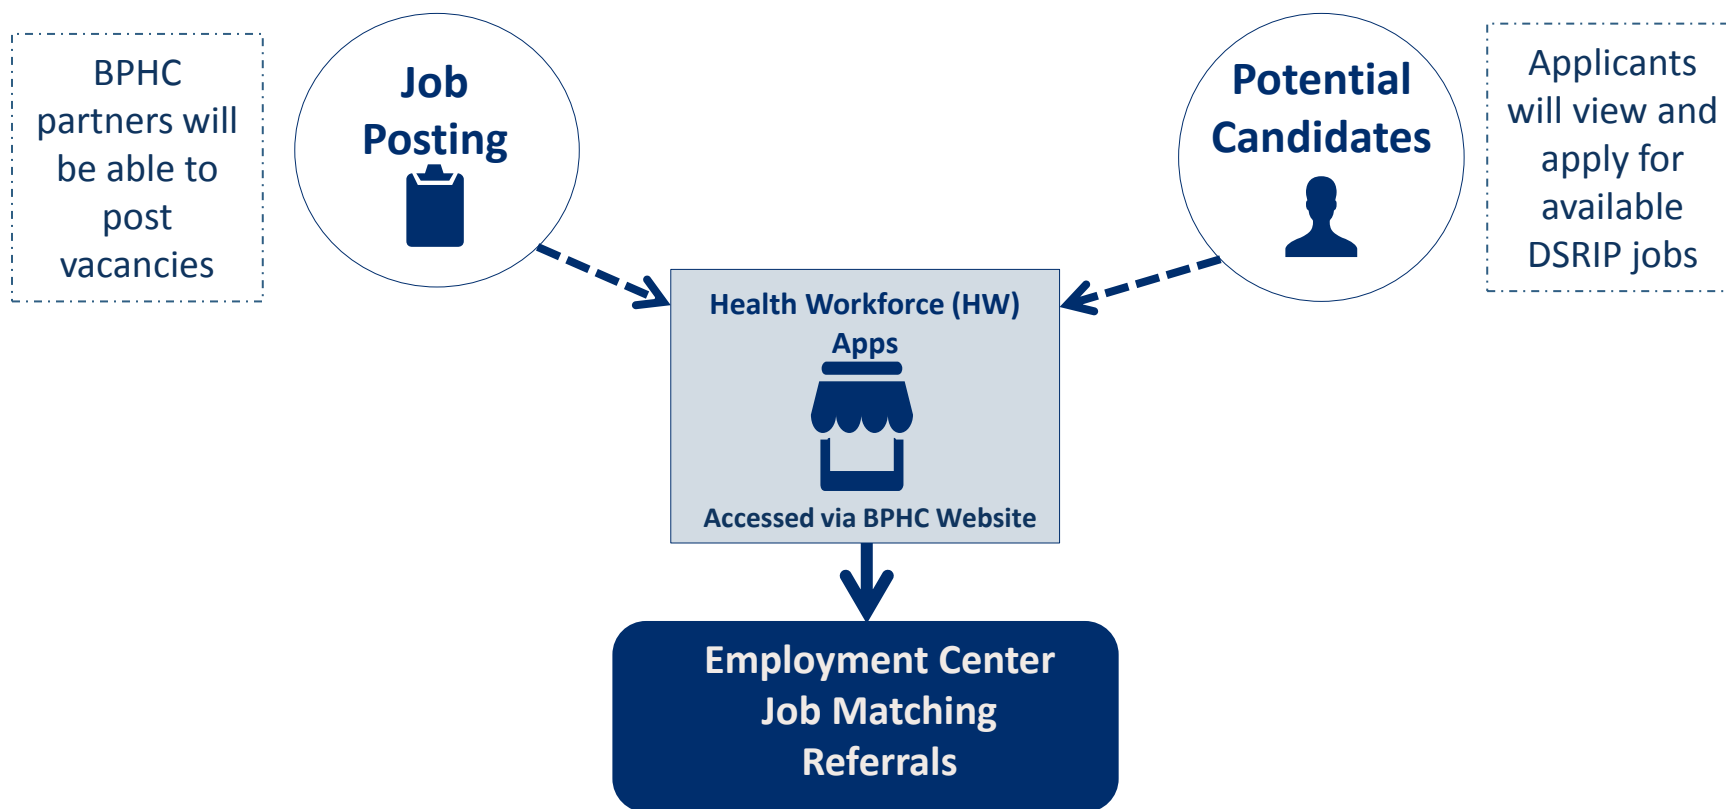 BPHC
partners will
be able to
post
vacancies
Job
Posting
Potential
Candidates
Applicants
will view and
apply for
available
DSRIP jobs
Health Workforce (HW)
Apps
Accessed via BPHC Website
Employment Center
Job Matching
Referrals